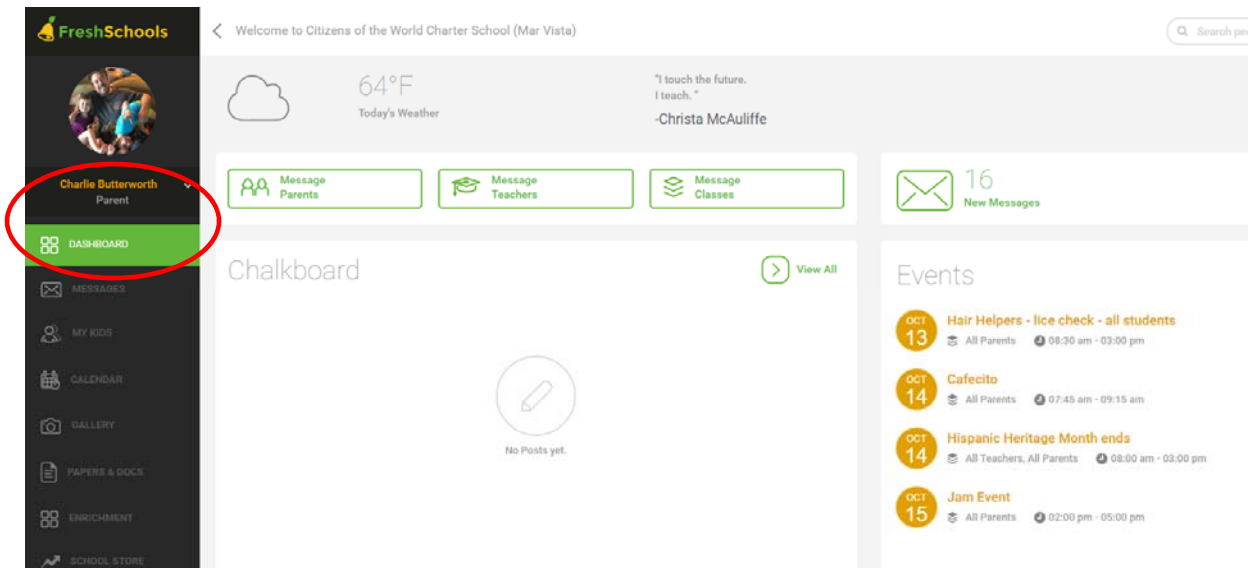 FreshSchools
Welcome to Citizens of the World Charter School (Mar Vista)
Search
64°F
Today's Weather
"I touch the future.
I teach. "
-Christa McAuliffe
Charlie Butterworth
Parent
Message
Parents
Message
Teachers
Message
Classes
16
New Messages
DASHBOARD
MESSAGES
MY KIDS
CALENDAR
GALLERY
PAPERS & DOCS
ENRICHMENT
SCHOOL STORE
Chalkboard
View All
No Posts yet.
Events
OCT
13
Hair Helpers - lice check - all students
All Parents 08:30 am - 03:00 pm
OCT
14
Cafecito
All Parents 07:45 am - 09:15 am
OCT
14
Hispanic Heritage Month ends
All Teachers, All Parents 08:00 am - 03:00 pm
OCT
15
Jam Event
All Parents 02:00 pm - 05:00 pm